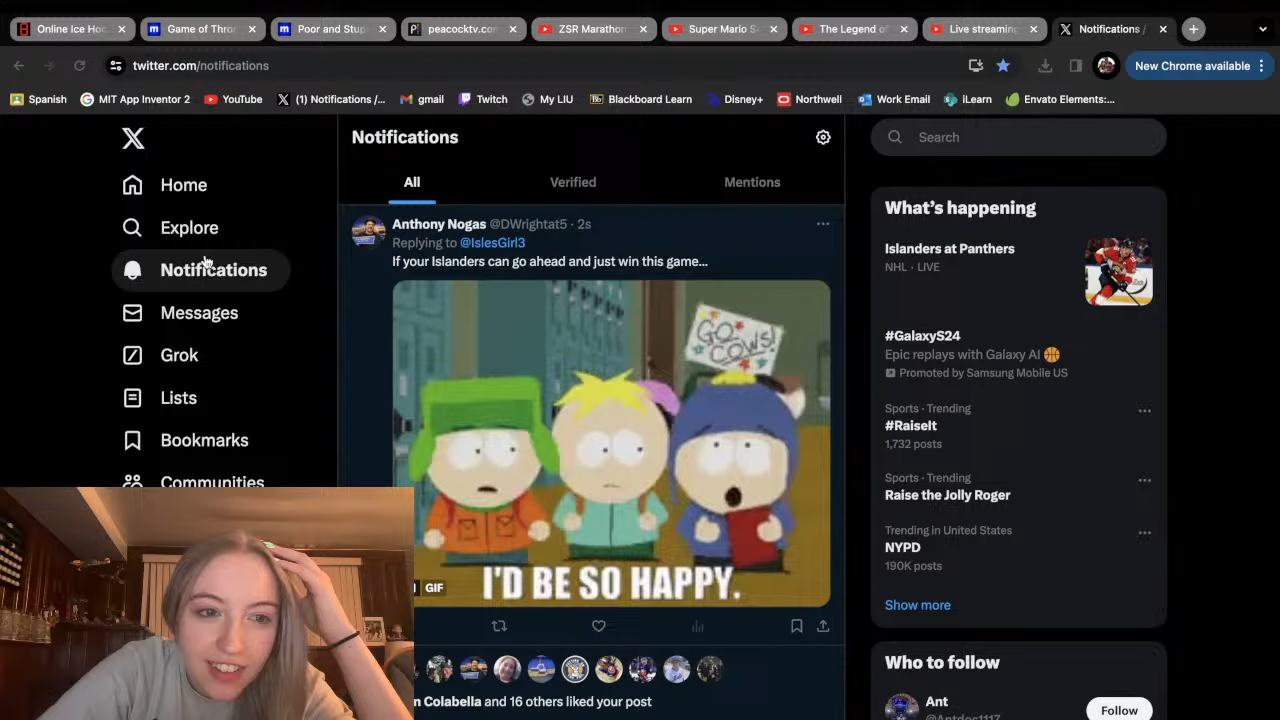 Online Ice Hoc
Game of Thror
Poor and Stup
peacocktv.con
ZSR Marathon
Super Mario S
The Legend of
Live streaming
Notifications /
twitter.com/notifications
New Chrome available
Spanish
MIT App Inventor 2
YouTube
(1) Notifications /...
gmail
Twitch
My LIU
Blackboard Learn
Disney+
Northwell
Work Email
iLearn
Envato Elements:...
Home
Explore
Notifications
Messages
Grok
Lists
Bookmarks
Communities
Notifications
All
Verified
Mentions
Anthony Nogas @DWrightat5 · 2s
Replying to @IslesGirl3
If your Islanders can go ahead and just win this game...
GO
COWS!
I'D BE SO HAPPY.
GIF
Colabella and 16 others liked your post
Search
What's happening
Islanders at Panthers
NHL · LIVE
#GalaxyS24
Epic replays with Galaxy AI 🏀
Promoted by Samsung Mobile US
Sports · Trending
#RaiseIt
1,732 posts
Sports · Trending
Raise the Jolly Roger
Trending in United States
NYPD
190K posts
Show more
Who to follow
Ant
@Antdos1117
Follow